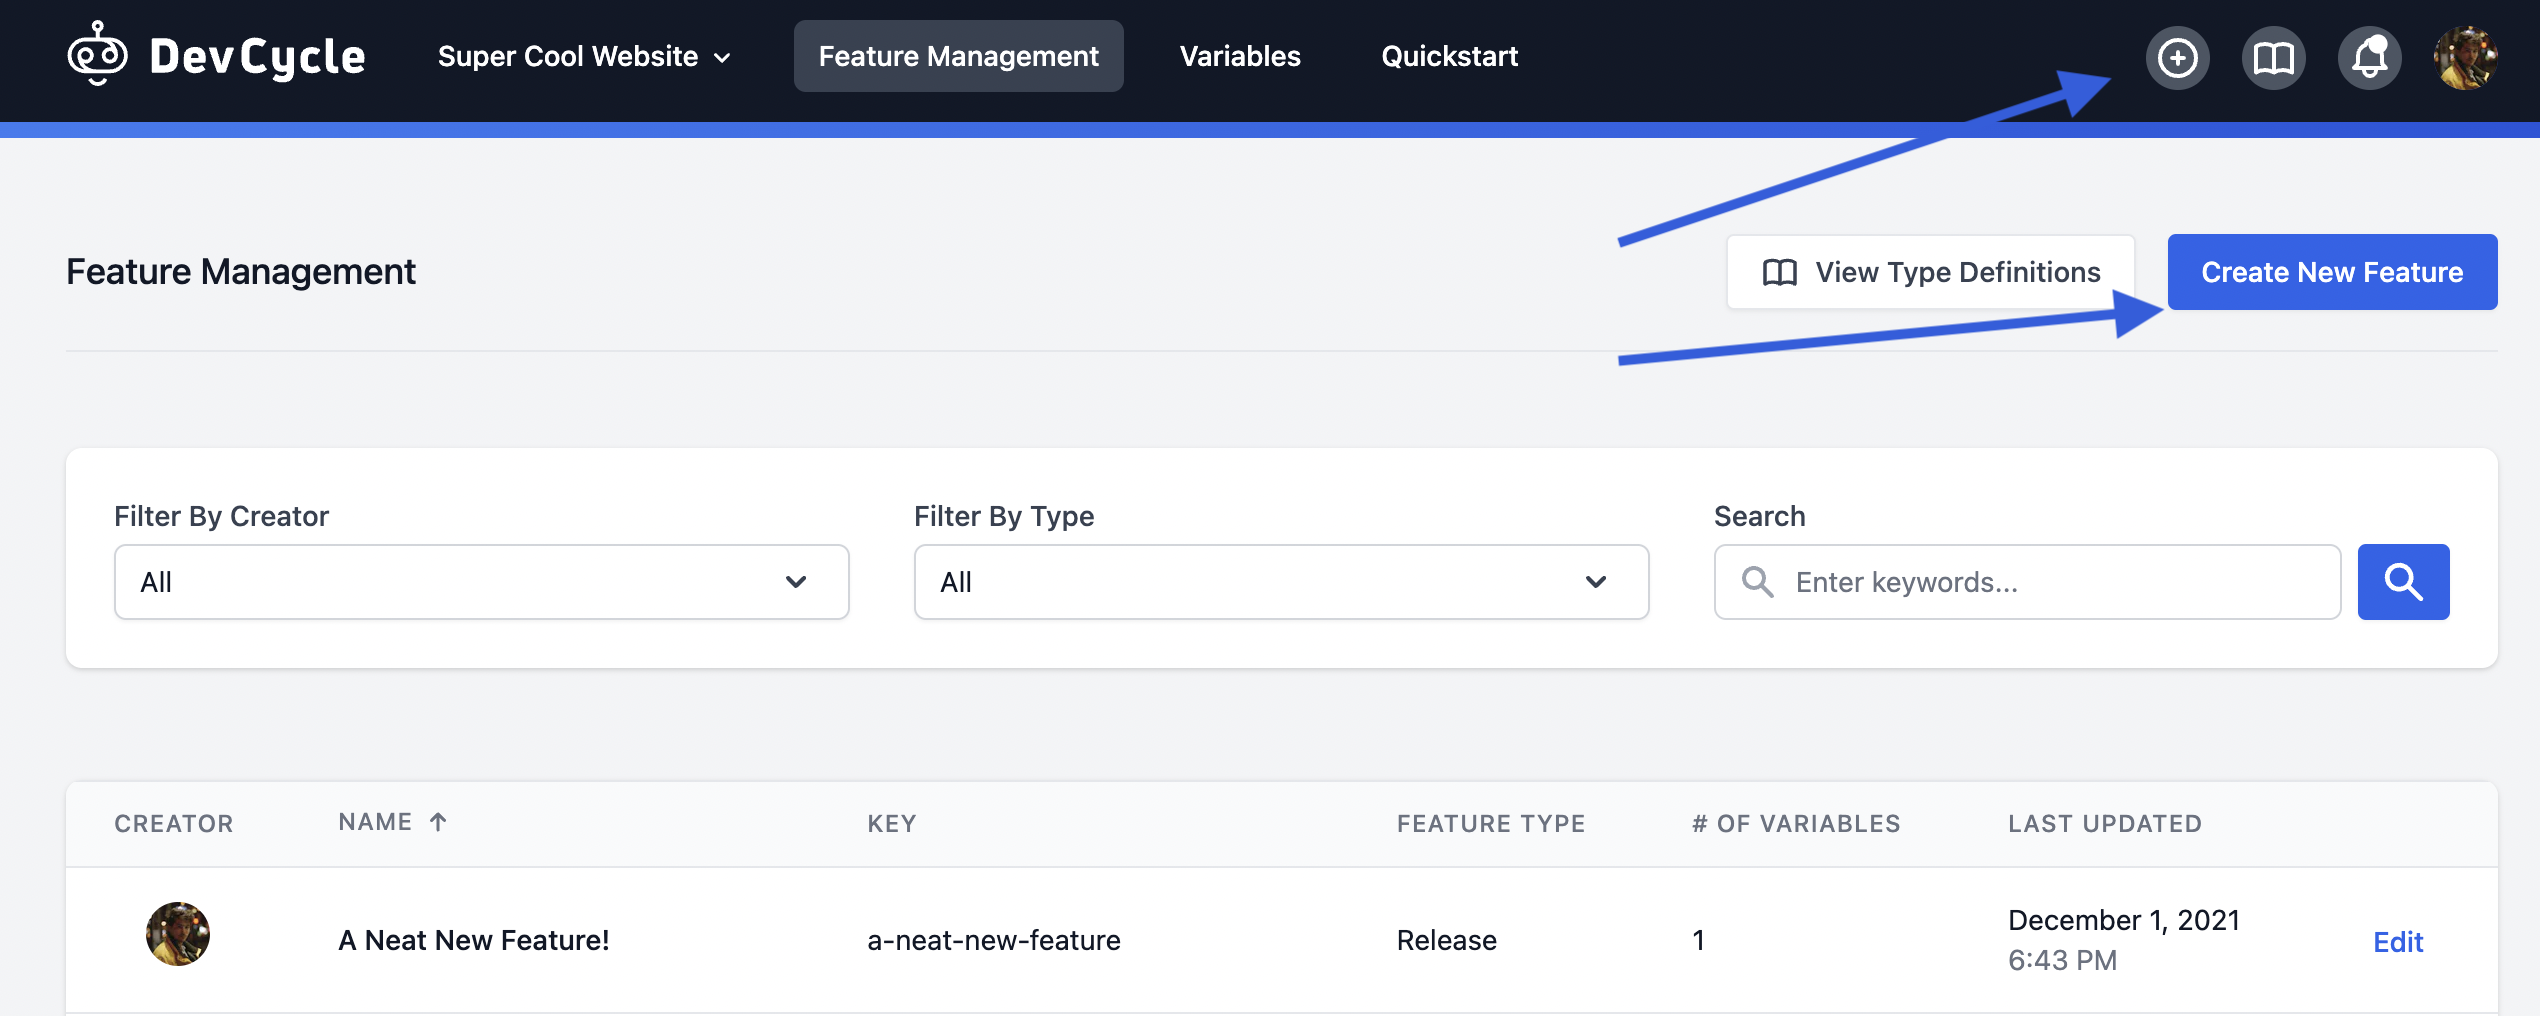 DevCycle
Super Cool Website
Feature Management
Variables
Quickstart
Feature Management
View Type Definitions
Create New Feature
Filter By Creator
Filter By Type
Search
All
All
Enter keywords...
CREATOR
NAME
KEY
FEATURE TYPE
# OF VARIABLES
LAST UPDATED
A Neat New Feature!
a-neat-new-feature
Release
1
December 1, 2021
6:43 PM
Edit